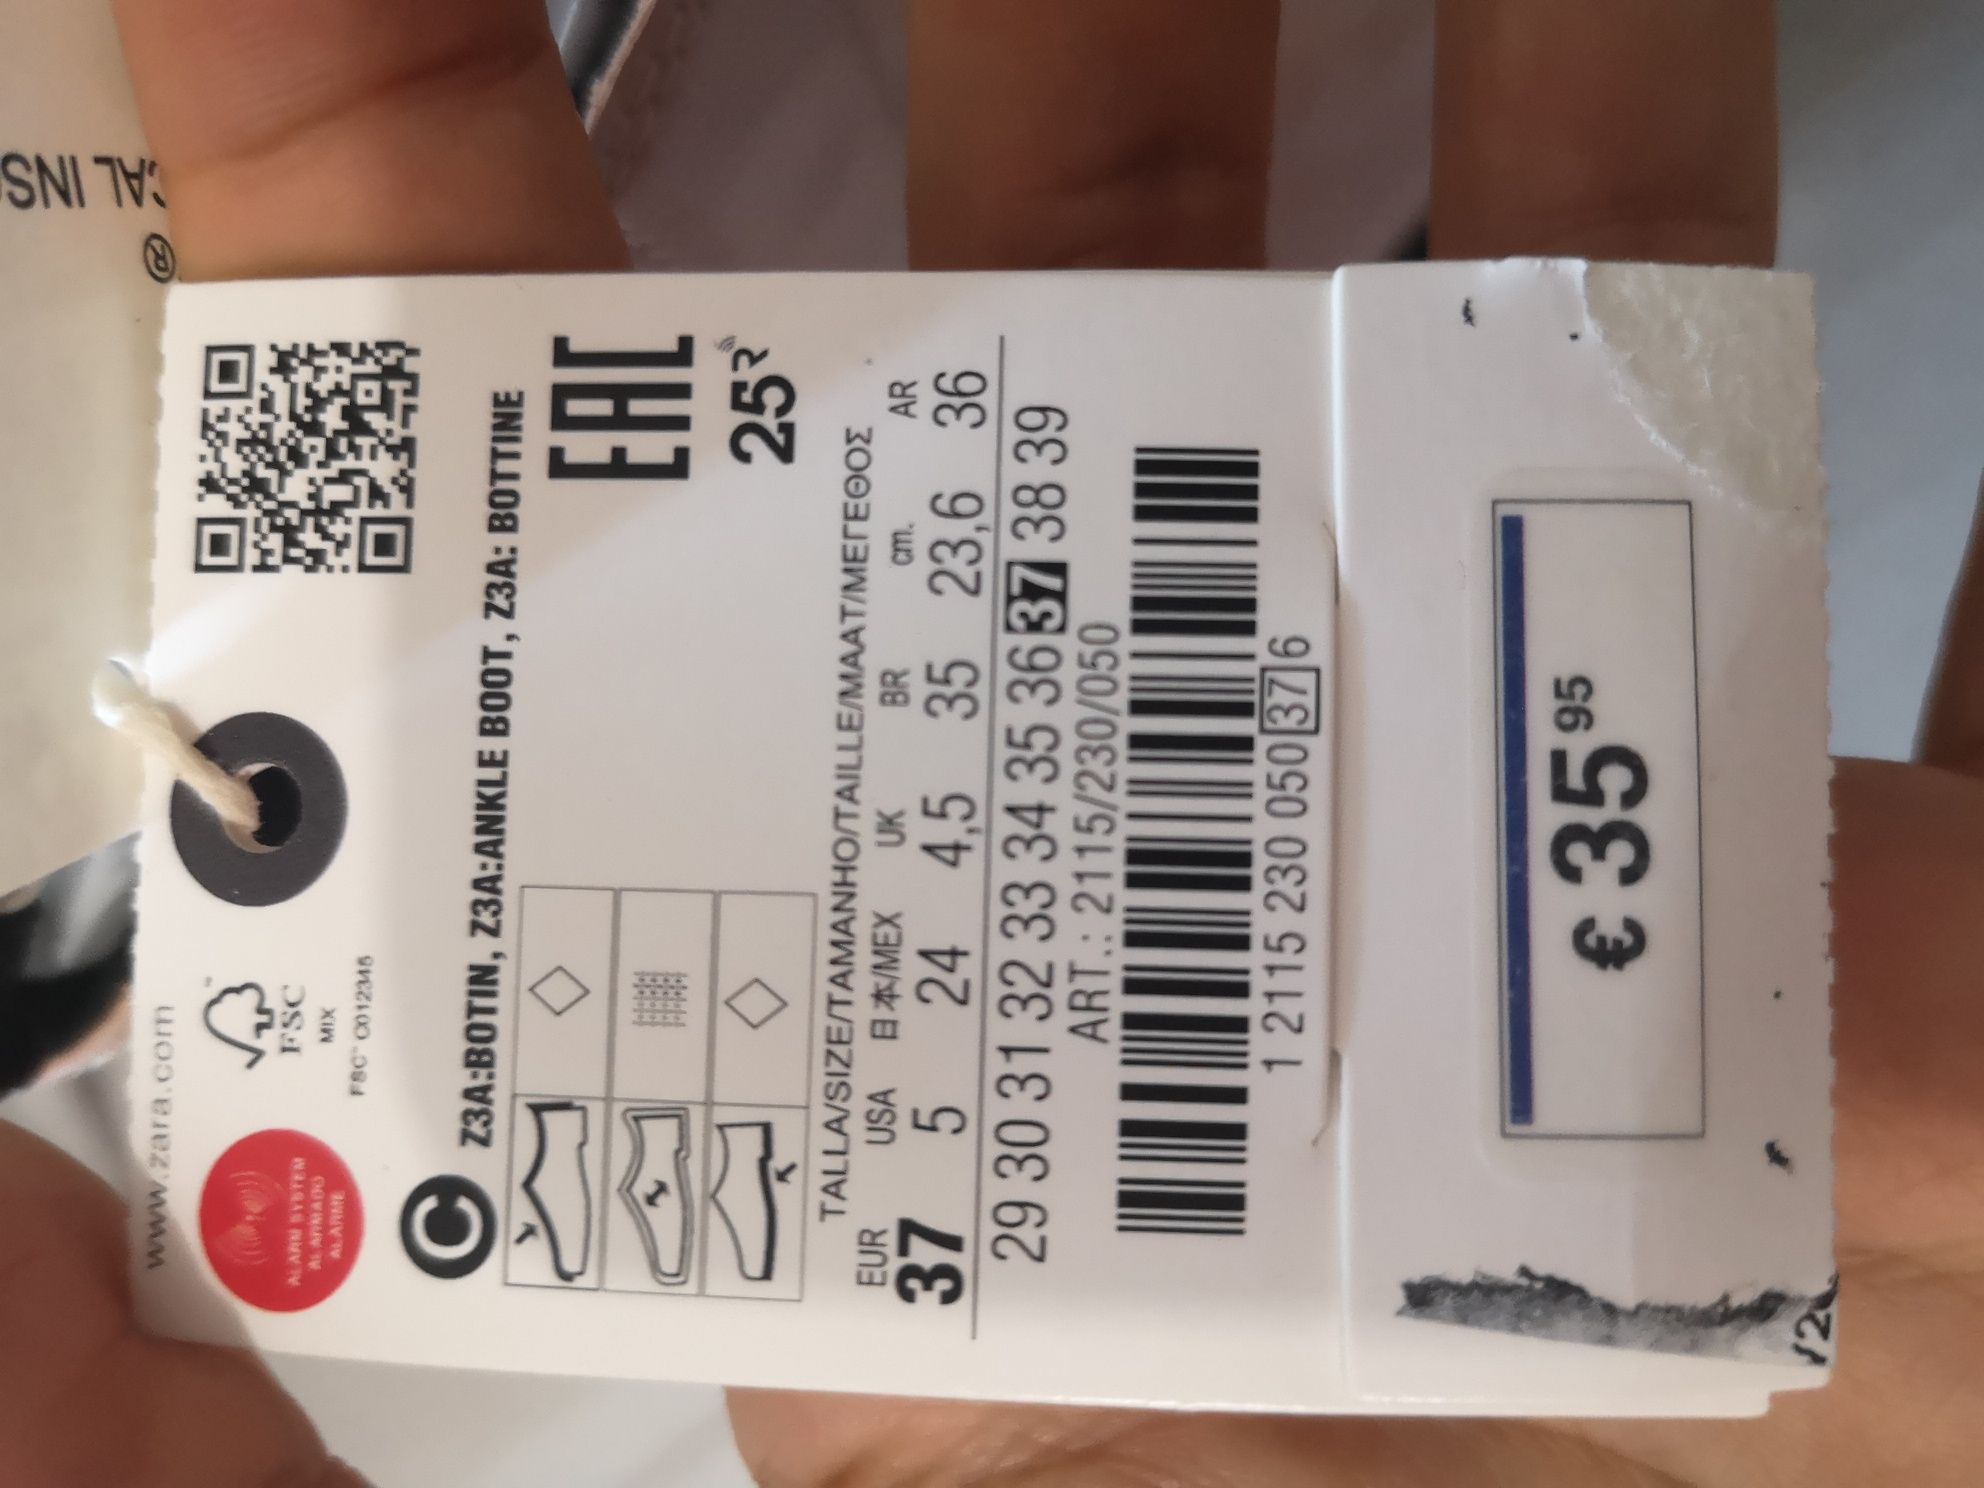 CAL INS
®
www.zara.com
ALARM SYSTEM
ALARMADO
ALARME
FSC
MIX
FSC™ C012345
C
Z3A:BOTIN, Z3A:ANKLE BOOT, Z3A: BOTTINE
EAC
25
TALLA/SIZE/TAMANHO/TAILLE/MAAT/ΜΕΓΕΘΟΣ
EUR USA 日本/MEX UK BR cm. AR
37 5 24 4,5 35 23,6 36
29 30 31 32 33 34 35 36 37 38 39
ART.: 2115/230/050
1 2115 230 050 37 6
€ 35 95